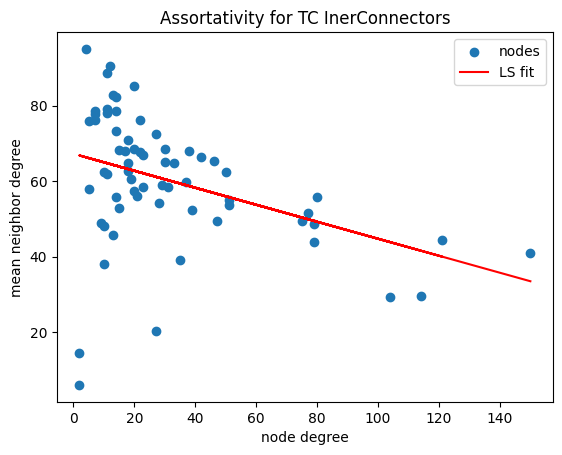 Assortativity for TC InerConnectors
nodes
LS fit
mean neighbor degree
80
60
40
20
0 20 40 60 80 100 120 140
node degree